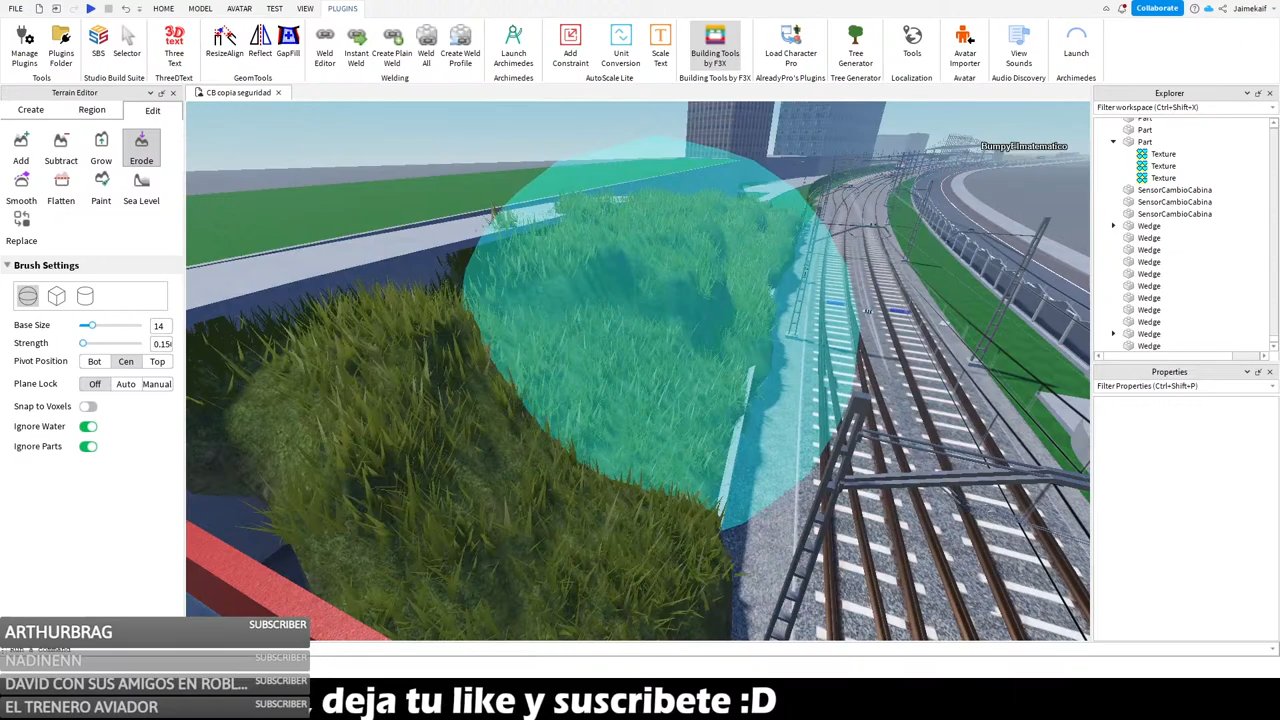 FILE HOME MODEL AVATAR TEST VIEW PLUGINS Collaborate Jaimekaif
Manage Plugins
Plugins Folder
Tools
SBS
Selector
Studio Build Suite
Three Text
ThreeDText
ResizeAlign
Reflect
GapFill
GeomTools
Weld Editor
Instant Weld
Create Plain Weld
Weld All
Create Weld Profile
Welding
Launch Archimedes
Archimedes
Add Constraint
Unit Conversion
Scale Text
AutoScale Lite
Building Tools by F3X
Building Tools by F3X
Load Character Pro
AlreadyPro's Plugins
Tree Generator
Tree Generator
Tools
Localization
Avatar Importer
Avatar
View Sounds
Audio Discovery
Launch
Archimedes
Terrain Editor
CB copia seguridad
Create Region Edit
Add Subtract Grow Erode
Smooth Flatten Paint Sea Level
Replace
Brush Settings
Base Size 14
Strength
Pivot Position Bot Cen Top
Plane Lock Off Auto Manual
Snap to Voxels
Ignore Water
Ignore Parts
BumpyElmatematico
Explorer
Filter workspace (Ctrl+Shift+X)
Part
Part
Part
Texture
Texture
Texture
SensorCambioCabina
SensorCambioCabina
SensorCambioCabina
Wedge
Wedge
Wedge
Wedge
Wedge
Wedge
Wedge
Wedge
Wedge
Wedge
Wedge
Properties
Filter Properties (Ctrl+Shift+P)
ARTHURBRAG SUBSCRIBER
NADINENN SUBSCRIBER
DAVID CON SUS AMIGOS EN ROBL... SUBSCRIBER
EL TRENERO AVIADOR SUBSCRIBER
, deja tu like y suscribete :D